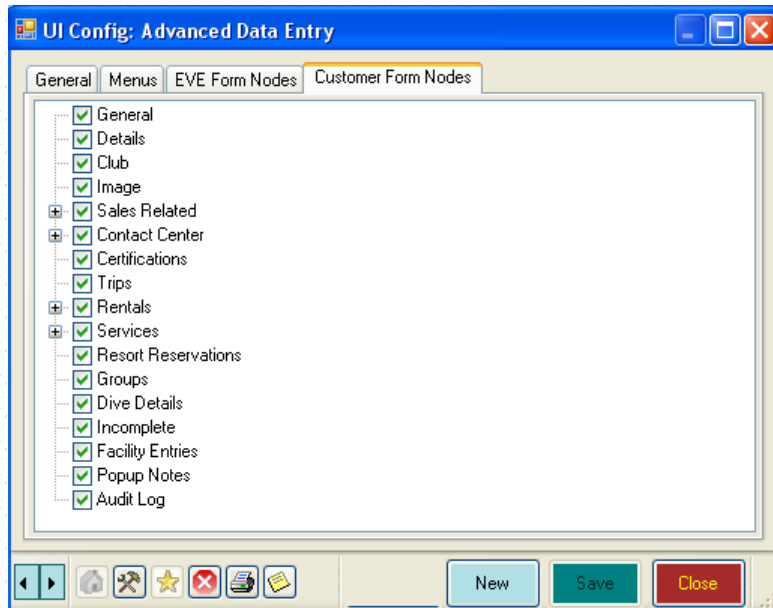 UI Config: Advanced Data Entry
General Menus EVE Form Nodes Customer Form Nodes
General
Details
Club
Image
Sales Related
Contact Center
Certifications
Trips
Rentals
Services
Resort Reservations
Groups
Dive Details
Incomplete
Facility Entries
Popup Notes
Audit Log
New Save Close